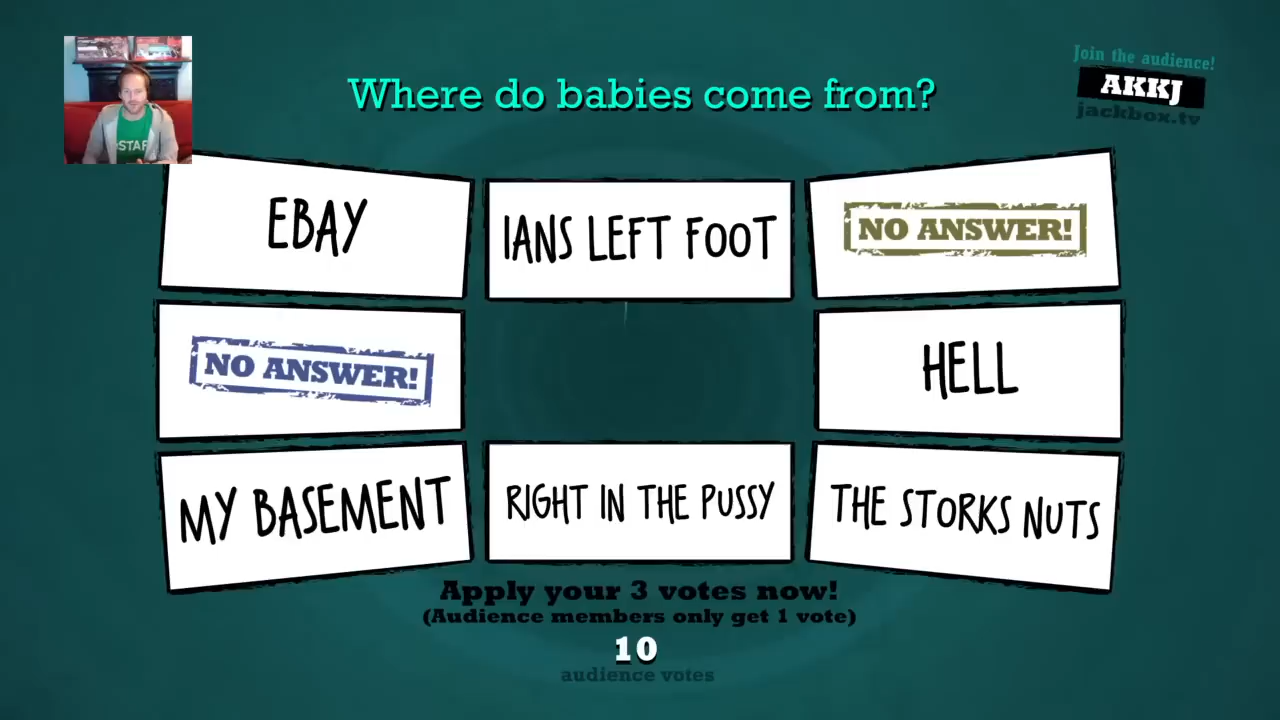 Where do babies come from?
Join the audience!
AKKJ
jackbox.tv
STAR
EBAY
IANS LEFT FOOT
NO ANSWER!
NO ANSWER!
HELL
MY BASEMENT
RIGHT IN THE PUSSY
THE STORKS NUTS
Apply your 3 votes now!
(Audience members only get 1 vote)
10
audience votes